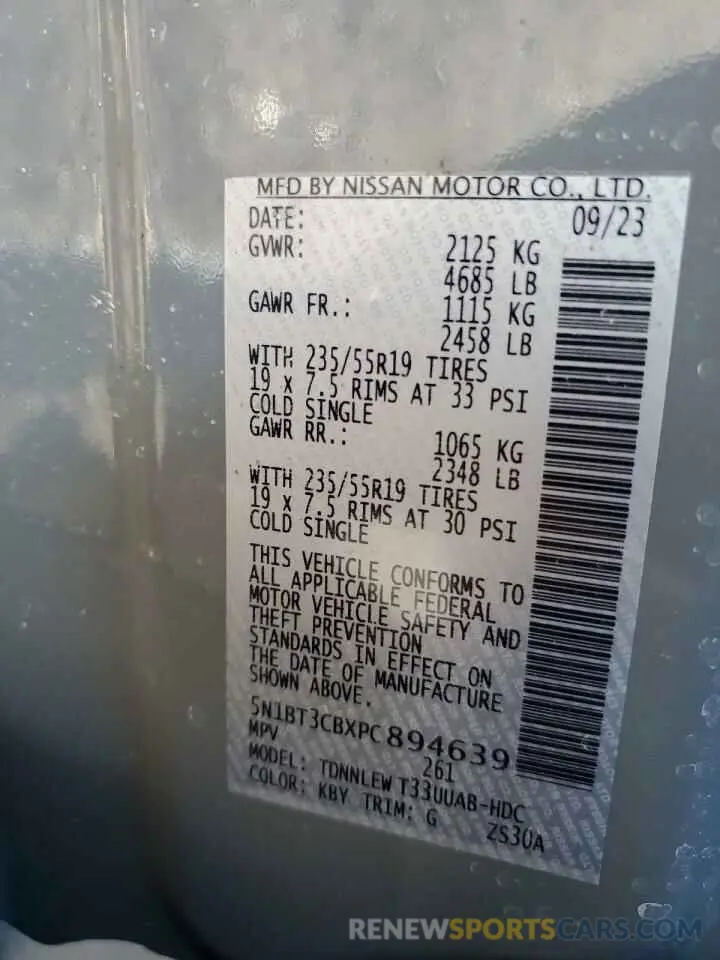 MFD BY NISSAN MOTOR CO., LTD.
DATE: 09/23
GVWR: 2125 KG
4685 LB
GAWR FR.: 1115 KG
2458 LB
WITH 235/55R19 TIRES
19 x 7.5 RIMS AT 33 PSI
COLD SINGLE
GAWR RR.: 1065 KG
2348 LB
WITH 235/55R19 TIRES
19 x 7.5 RIMS AT 30 PSI
COLD SINGLE
THIS VEHICLE CONFORMS TO
ALL APPLICABLE FEDERAL
MOTOR VEHICLE SAFETY AND
THEFT PREVENTION
STANDARDS IN EFFECT ON
THE DATE OF MANUFACTURE
SHOWN ABOVE.
5N1BT3CBXPC894639
MPV 261
MODEL: TDNNLEW T33UUAB-HDC
COLOR: KBY TRIM: G ZS30A
RENEWSPORTSCARS.COM